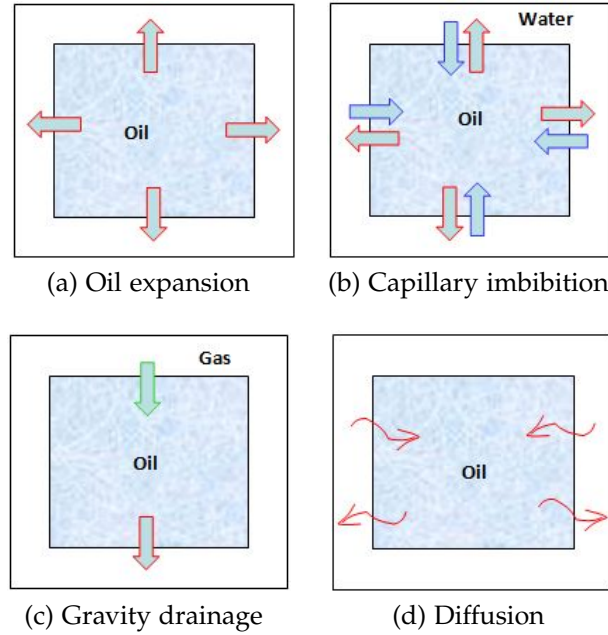 Oil
(a) Oil expansion
Water
Oil
(b) Capillary imbibition
Gas
Oil
(c) Gravity drainage
Oil
(d) Diffusion